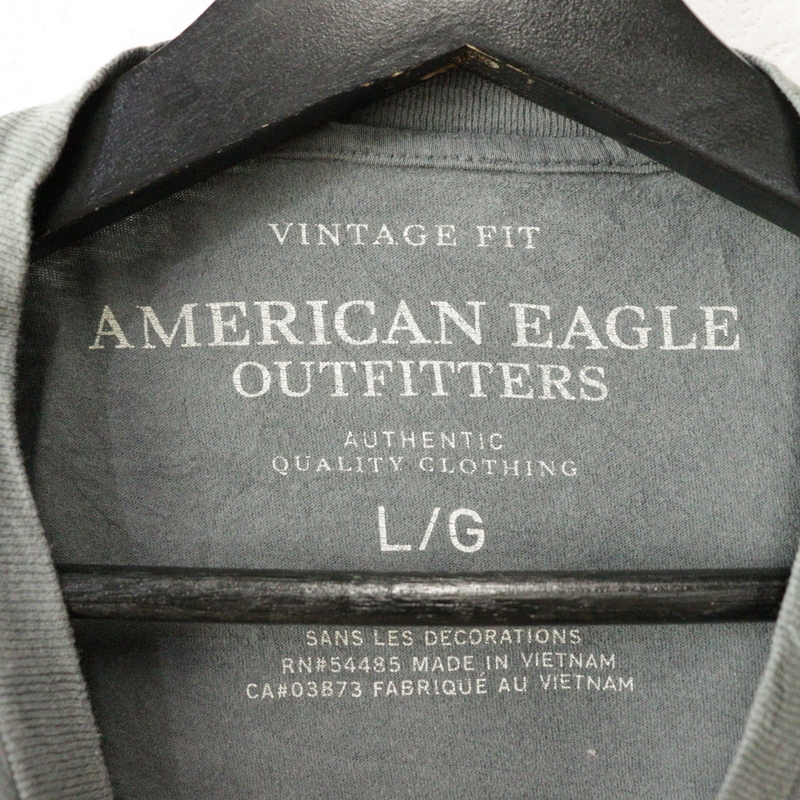 VINTAGE FIT
AMERICAN EAGLE
OUTFITTERS
AUTHENTIC
QUALITY CLOTHING
L/G
SANS LES DECORATIONS
RN#54485 MADE IN VIETNAM
CA#03873 FABRIQUÉ AU VIETNAM